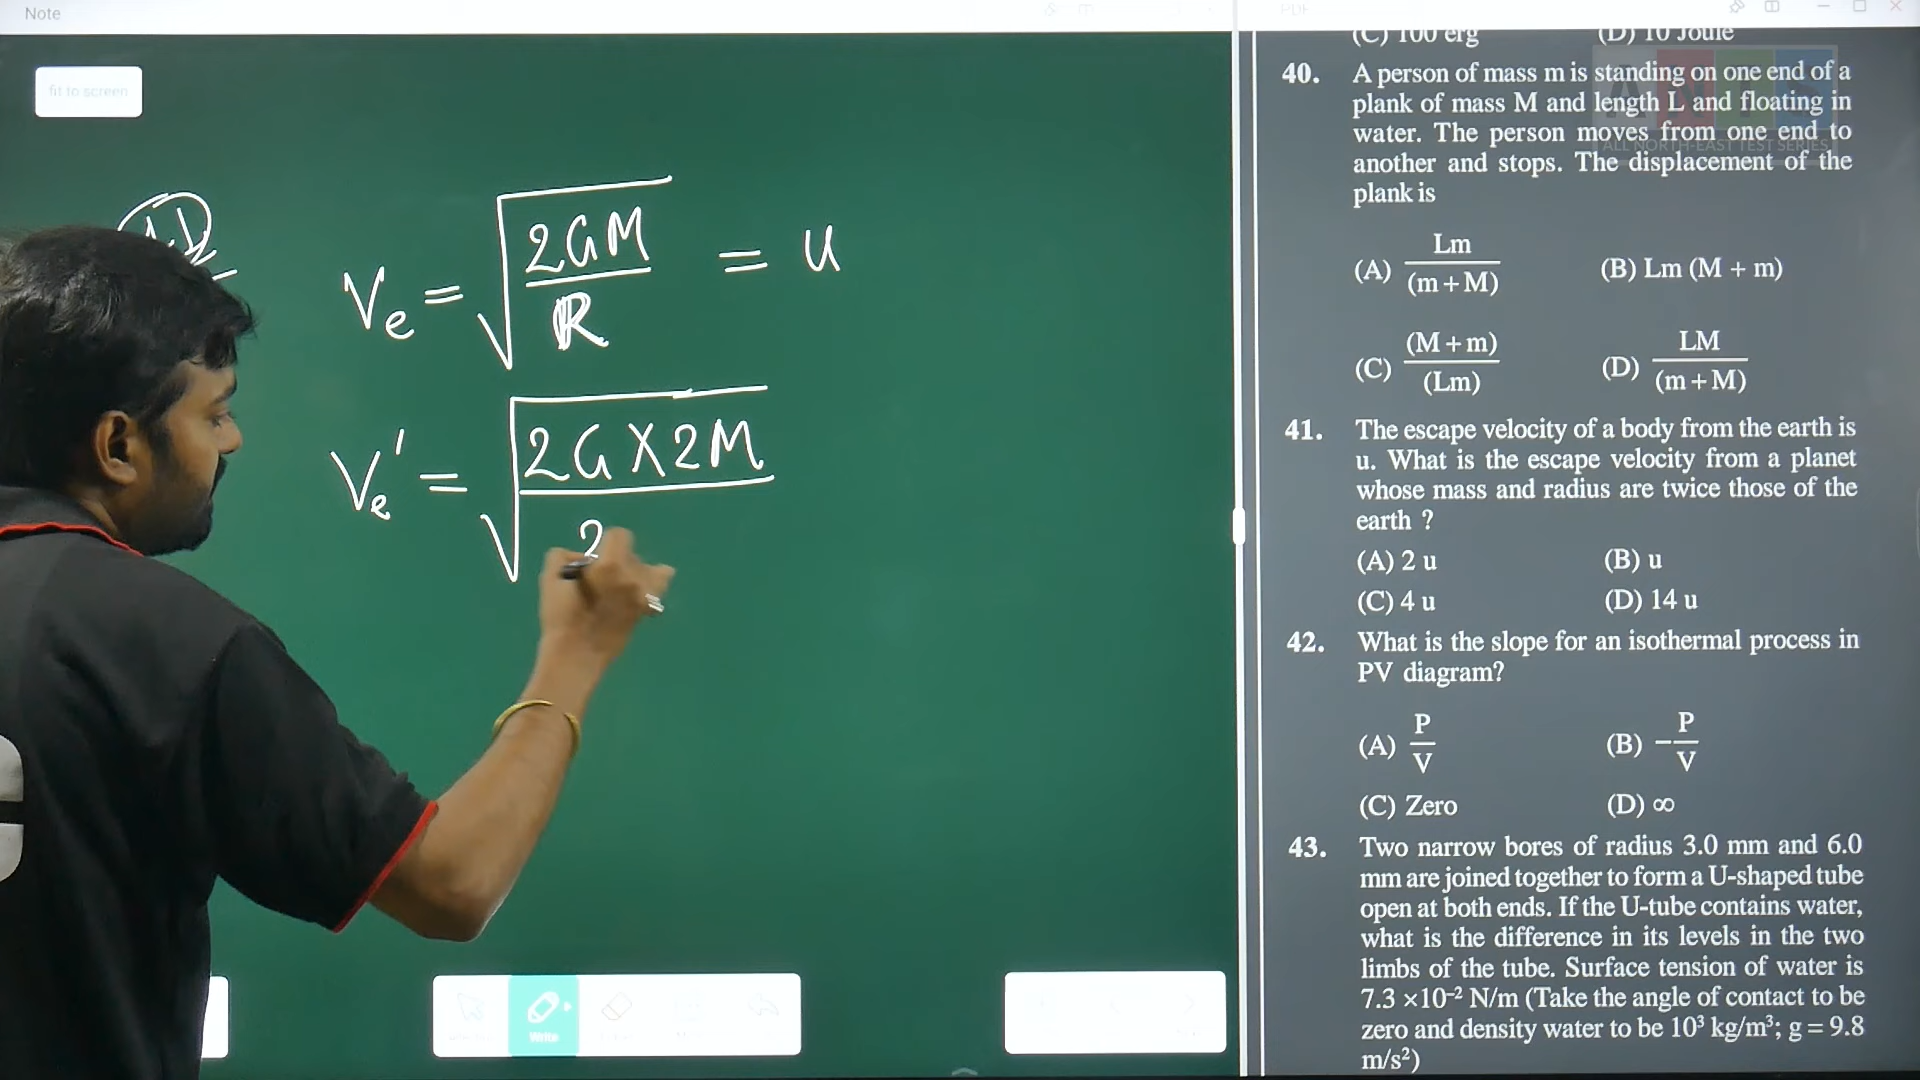 Note
PDF
fit to screen
Ve = √2GM/R = u
Ve' = √2G×2M/2
Write
(C) 100 erg (D) 10 Joule
ANTS
ALL NORTH-EAST TEST SERIES
40. A person of mass m is standing on one end of a
plank of mass M and length L and floating in
water. The person moves from one end to
another and stops. The displacement of the
plank is
(A) Lm/(m+M) (B) Lm (M + m)
(C) (M+m)/(Lm) (D) LM/(m+M)
41. The escape velocity of a body from the earth is
u. What is the escape velocity from a planet
whose mass and radius are twice those of the
earth ?
(A) 2 u (B) u
(C) 4 u (D) 14 u
42. What is the slope for an isothermal process in
PV diagram?
(A) P/V (B) −P/V
(C) Zero (D) ∞
43. Two narrow bores of radius 3.0 mm and 6.0
mm are joined together to form a U-shaped tube
open at both ends. If the U-tube contains water,
what is the difference in its levels in the two
limbs of the tube. Surface tension of water is
7.3 ×10⁻² N/m (Take the angle of contact to be
zero and density water to be 10³ kg/m³; g = 9.8
m/s²)